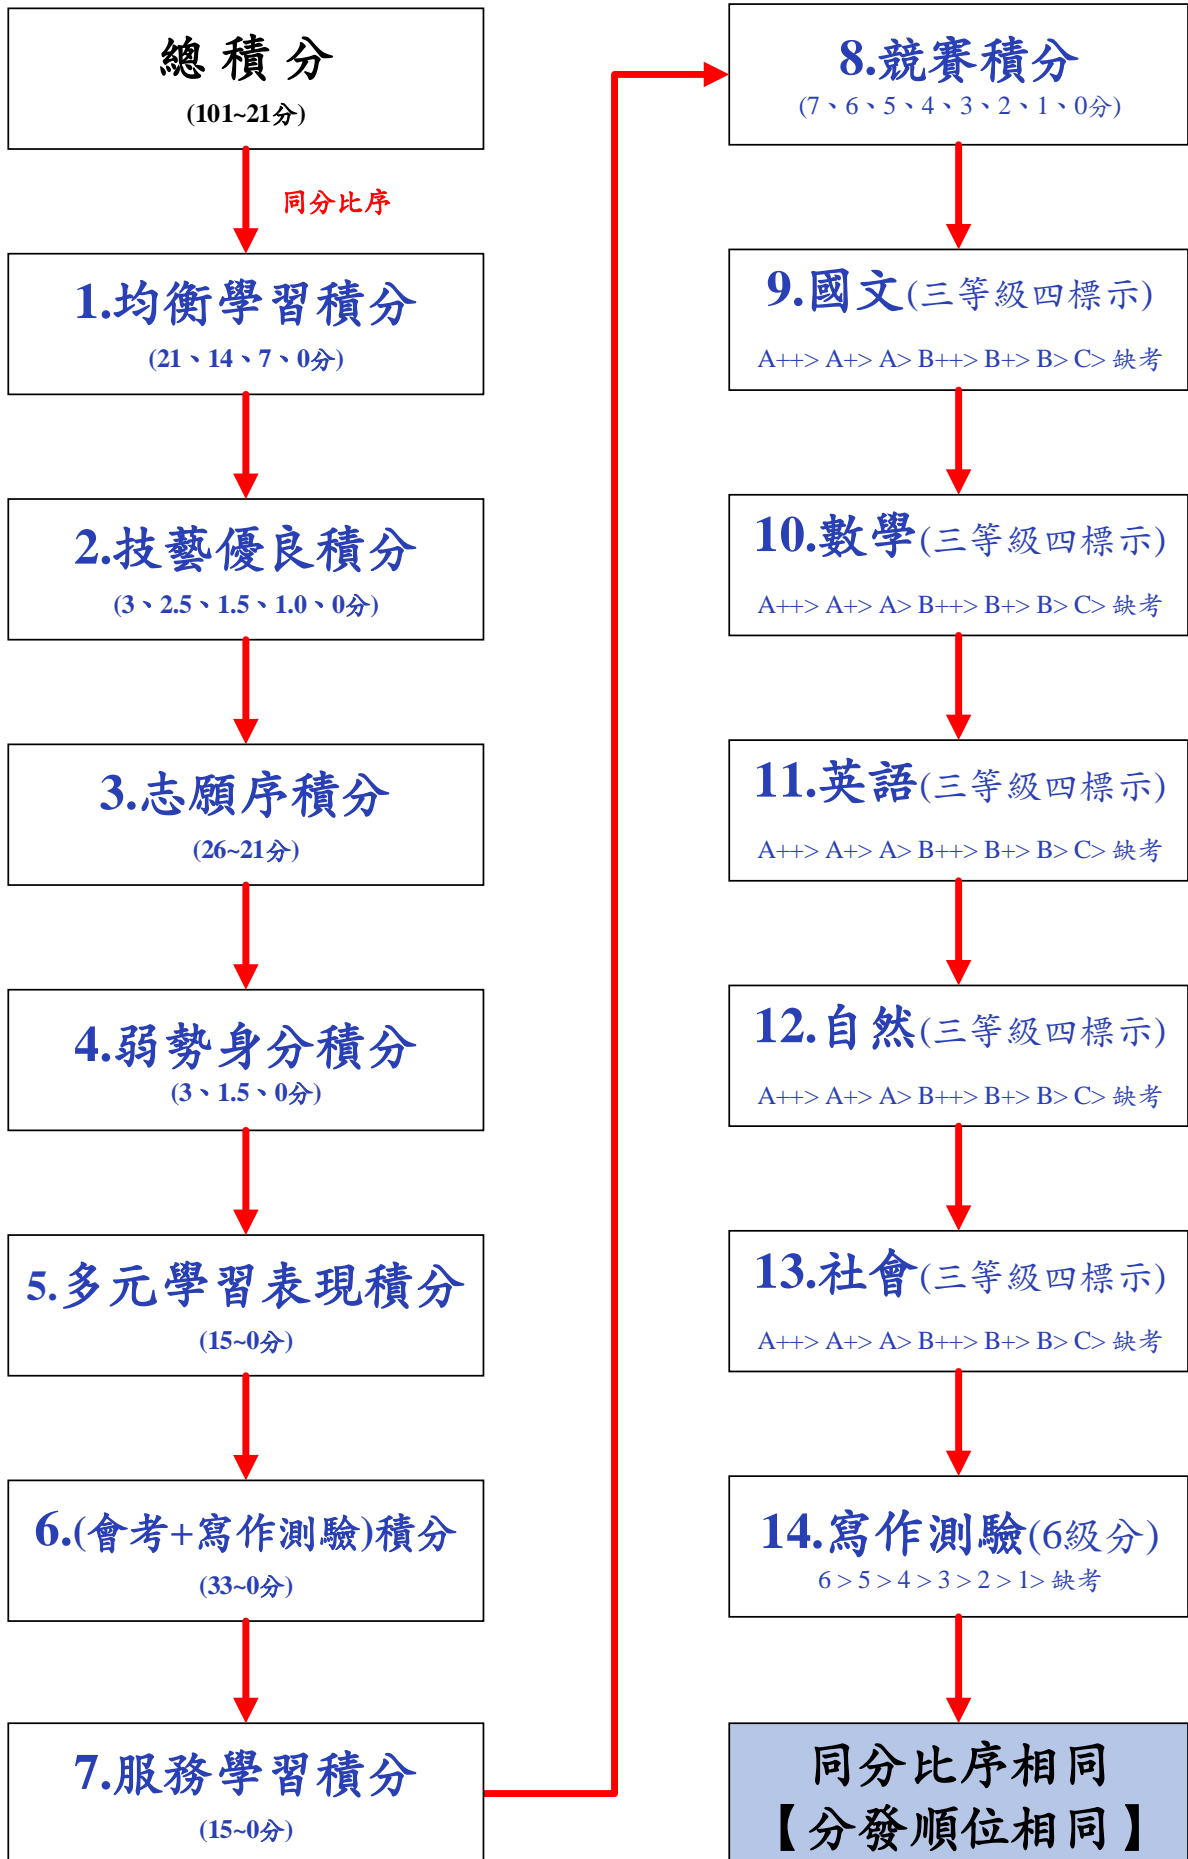 總積分
(101~21分)
同分比序
1.均衡學習積分
(21、14、7、0分)
2.技藝優良積分
(3、2.5、1.5、1.0、0分)
3.志願序積分
(26~21分)
4.弱勢身分積分
(3、1.5、0分)
5.多元學習表現積分
(15~0分)
6.(會考+寫作測驗)積分
(33~0分)
7.服務學習積分
(15~0分)
8.競賽積分
(7、6、5、4、3、2、1、0分)
9.國文(三等級四標示)
A++> A+> A> B++> B+> B> C> 缺考
10.數學(三等級四標示)
A++> A+> A> B++> B+> B> C> 缺考
11.英語(三等級四標示)
A++> A+> A> B++> B+> B> C> 缺考
12.自然(三等級四標示)
A++> A+> A> B++> B+> B> C> 缺考
13.社會(三等級四標示)
A++> A+> A> B++> B+> B> C> 缺考
14.寫作測驗(6級分)
6 > 5 > 4 > 3 > 2 > 1> 缺考
同分比序相同
【分發順位相同】